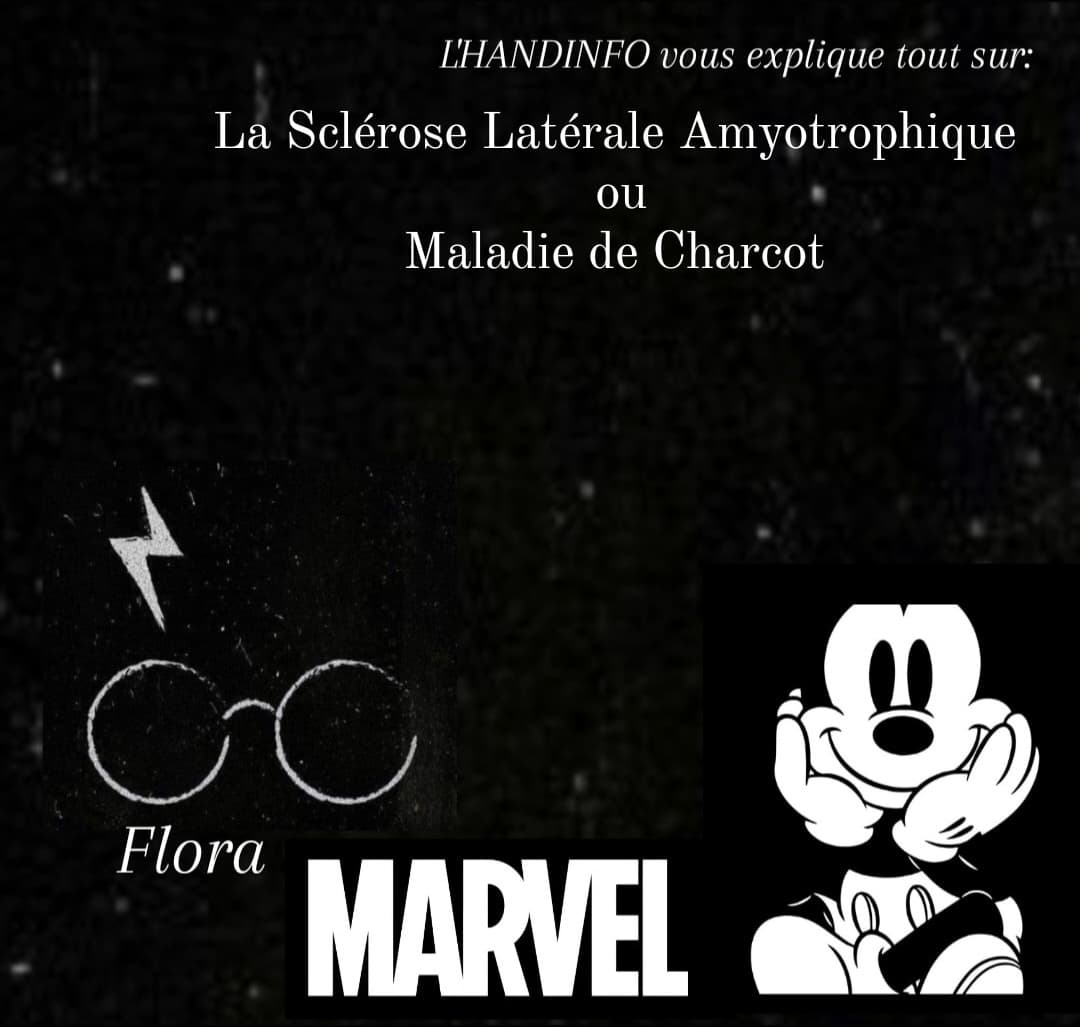 L'HANDINFO vous explique tout sur:
La Sclérose Latérale Amyotrophique
ou
Maladie de Charcot
Flora
MARVEL